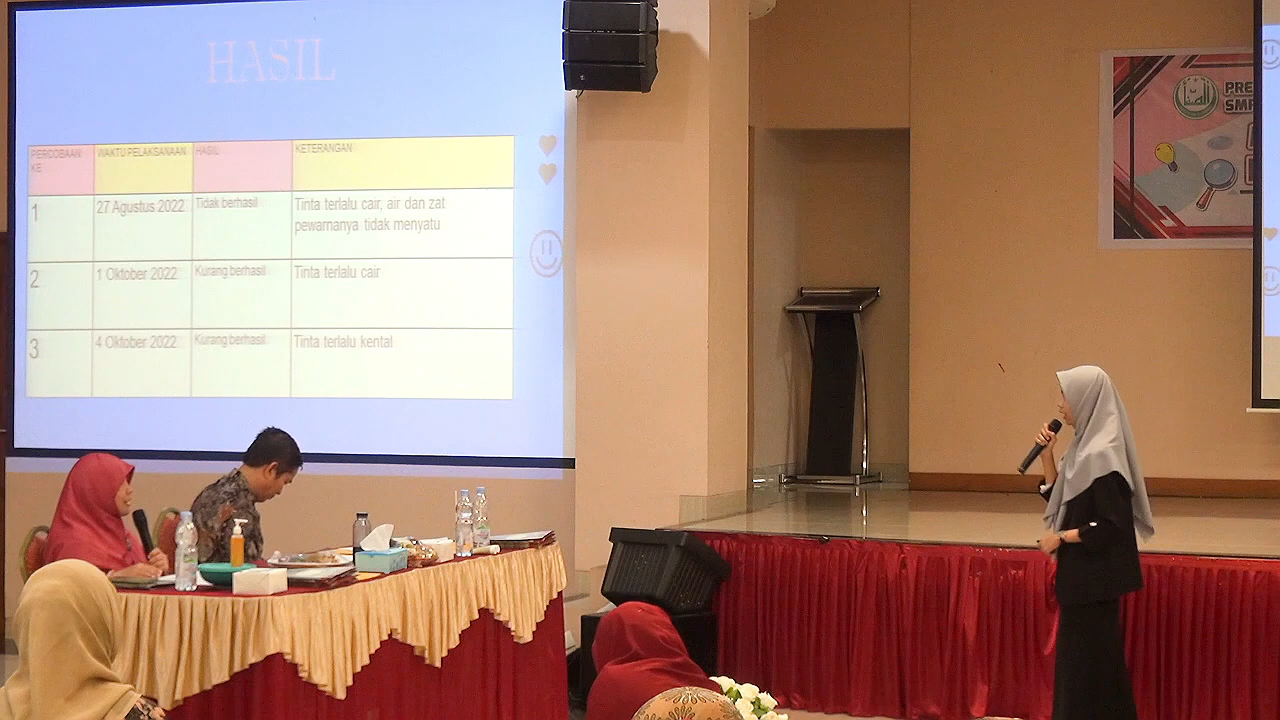 HASIL
PERCOBAAN KE
WAKTU PELAKSANAAN
HASIL
KETERANGAN
1
27 Agustus 2022
Tidak berhasil
Tinta terlalu cair, air dan zat
pewarnanya tidak menyatu
2
1 Oktober 2022
Kurang berhasil
Tinta terlalu cair
3
4 Oktober 2022
Kurang berhasil
Tinta terlalu kental
PRE
SMP